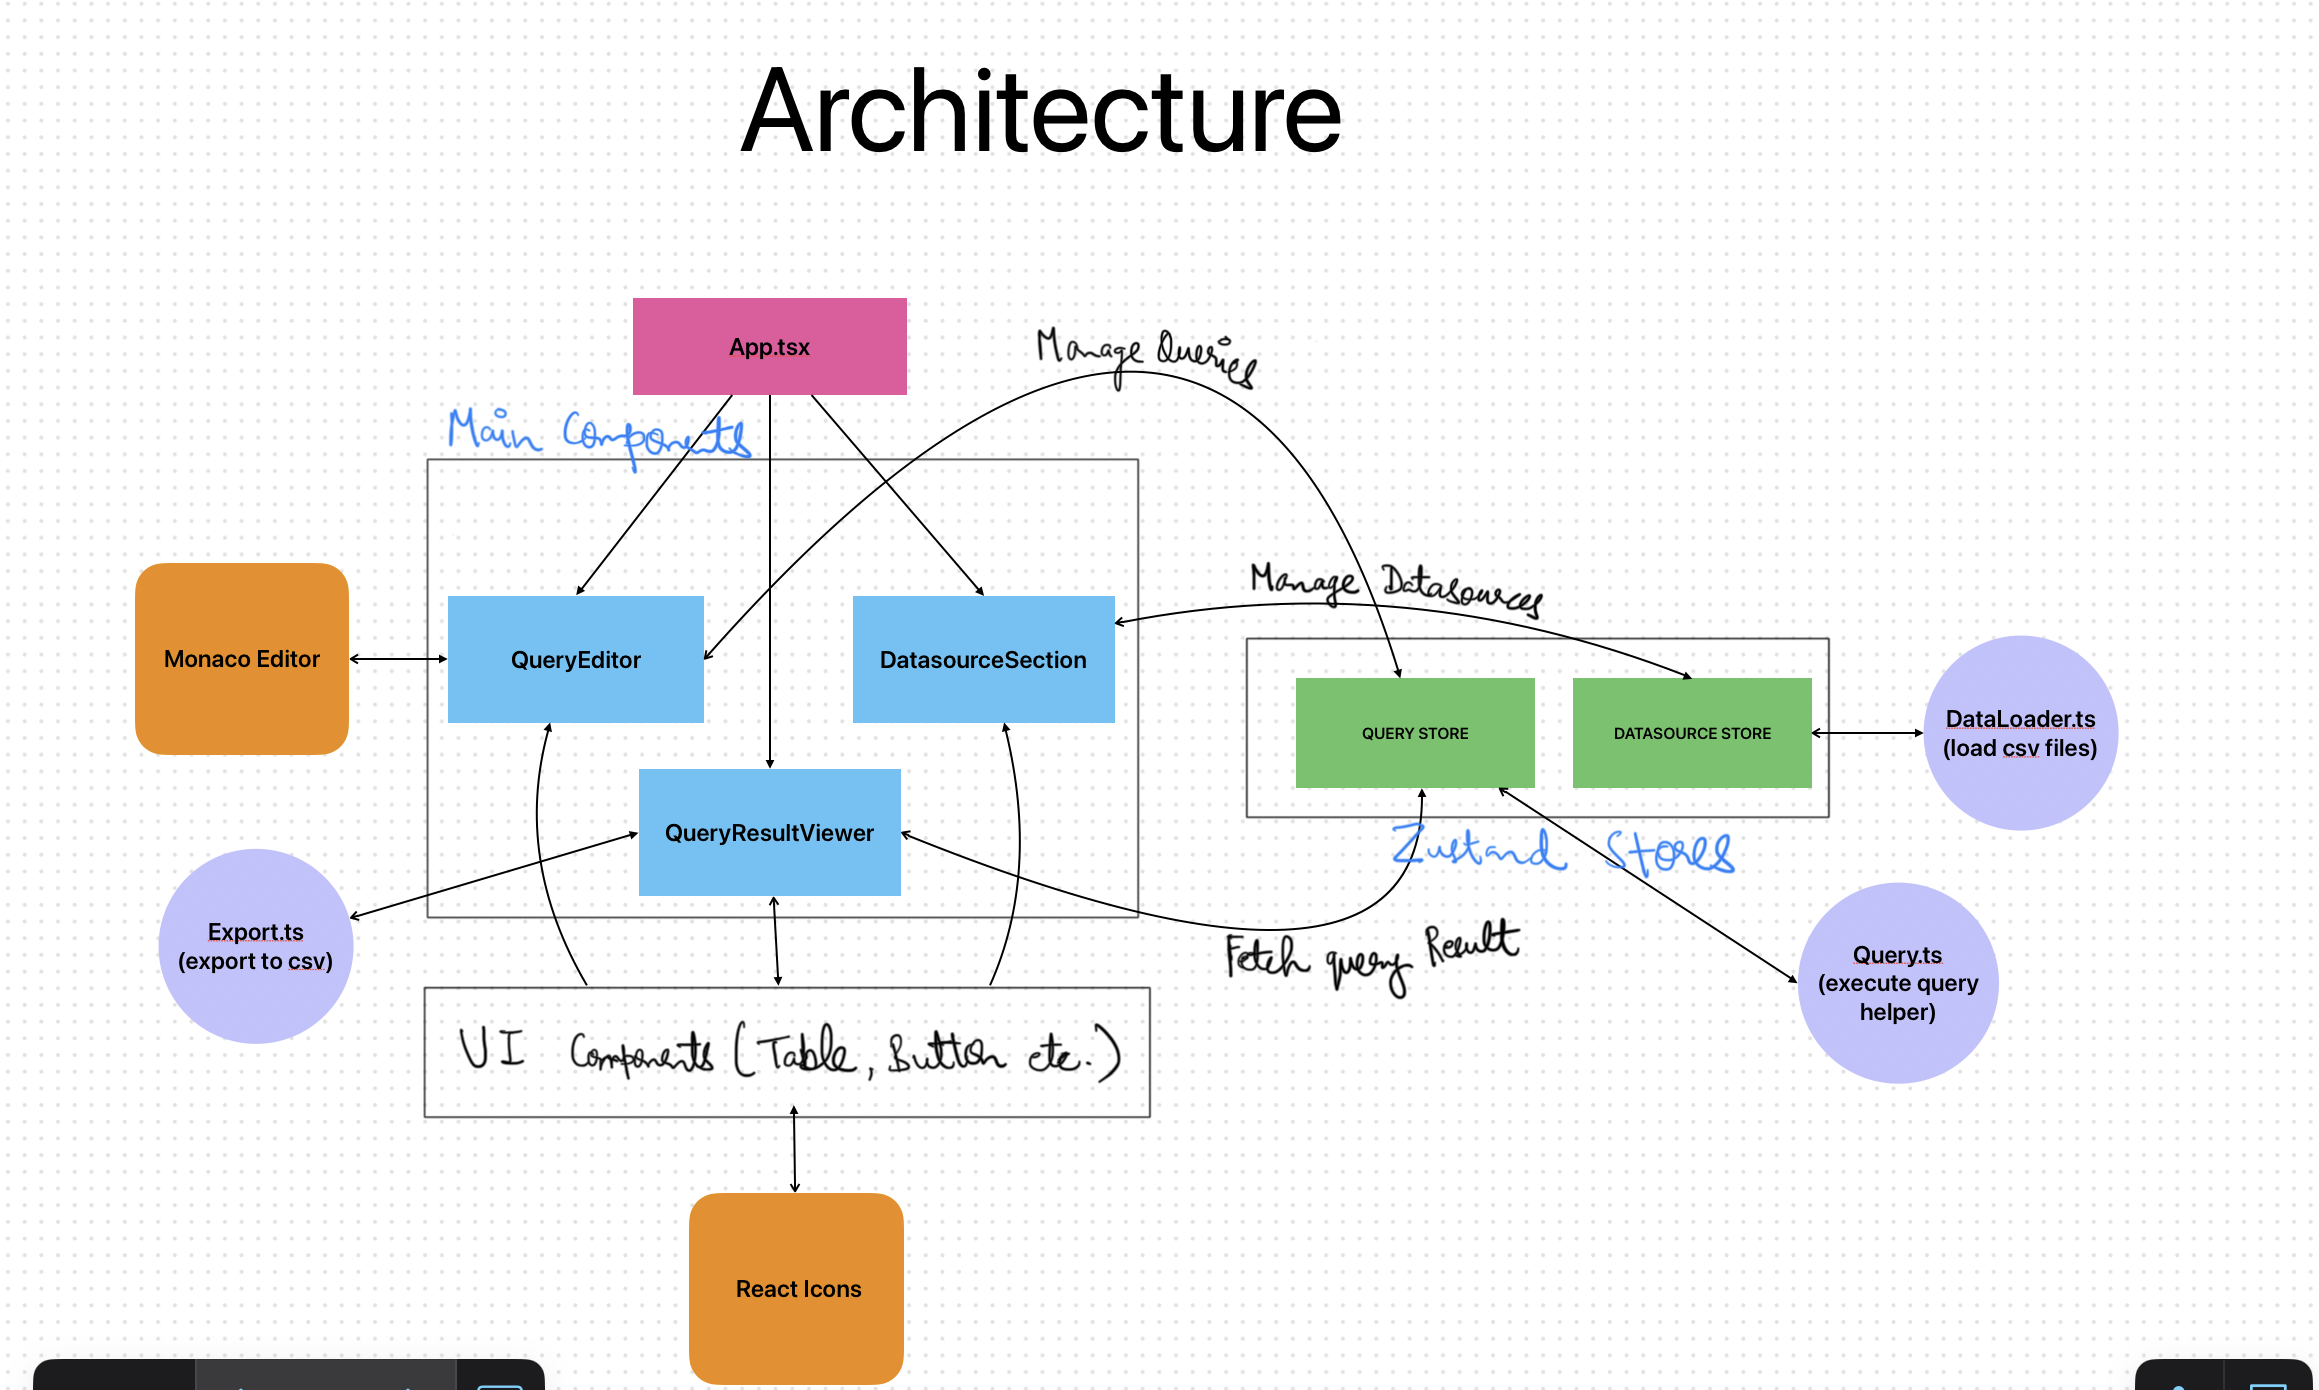 Architecture
App.tsx
Manage Queries
Main Components
Manage Datasources
Monaco Editor
QueryEditor
DatasourceSection
QUERY STORE
DATASOURCE STORE
DataLoader.ts
(load csv files)
QueryResultViewer
Zustand Stores
Export.ts
(export to csv)
Fetch query Result
Query.ts
(execute query
helper)
UI Components (Table, Button etc.)
React Icons